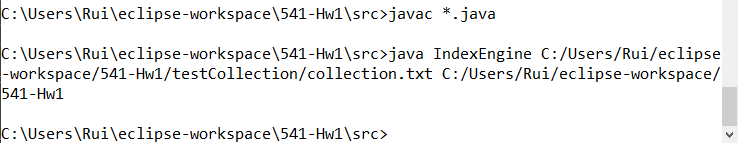 C:\Users\Rui\eclipse-workspace\541-Hw1\src>javac *.java
C:\Users\Rui\eclipse-workspace\541-Hw1\src>java IndexEngine C:/Users/Rui/eclipse
-workspace/541-Hw1/testCollection/collection.txt C:/Users/Rui/eclipse-workspace/
541-Hw1
C:\Users\Rui\eclipse-workspace\541-Hw1\src>